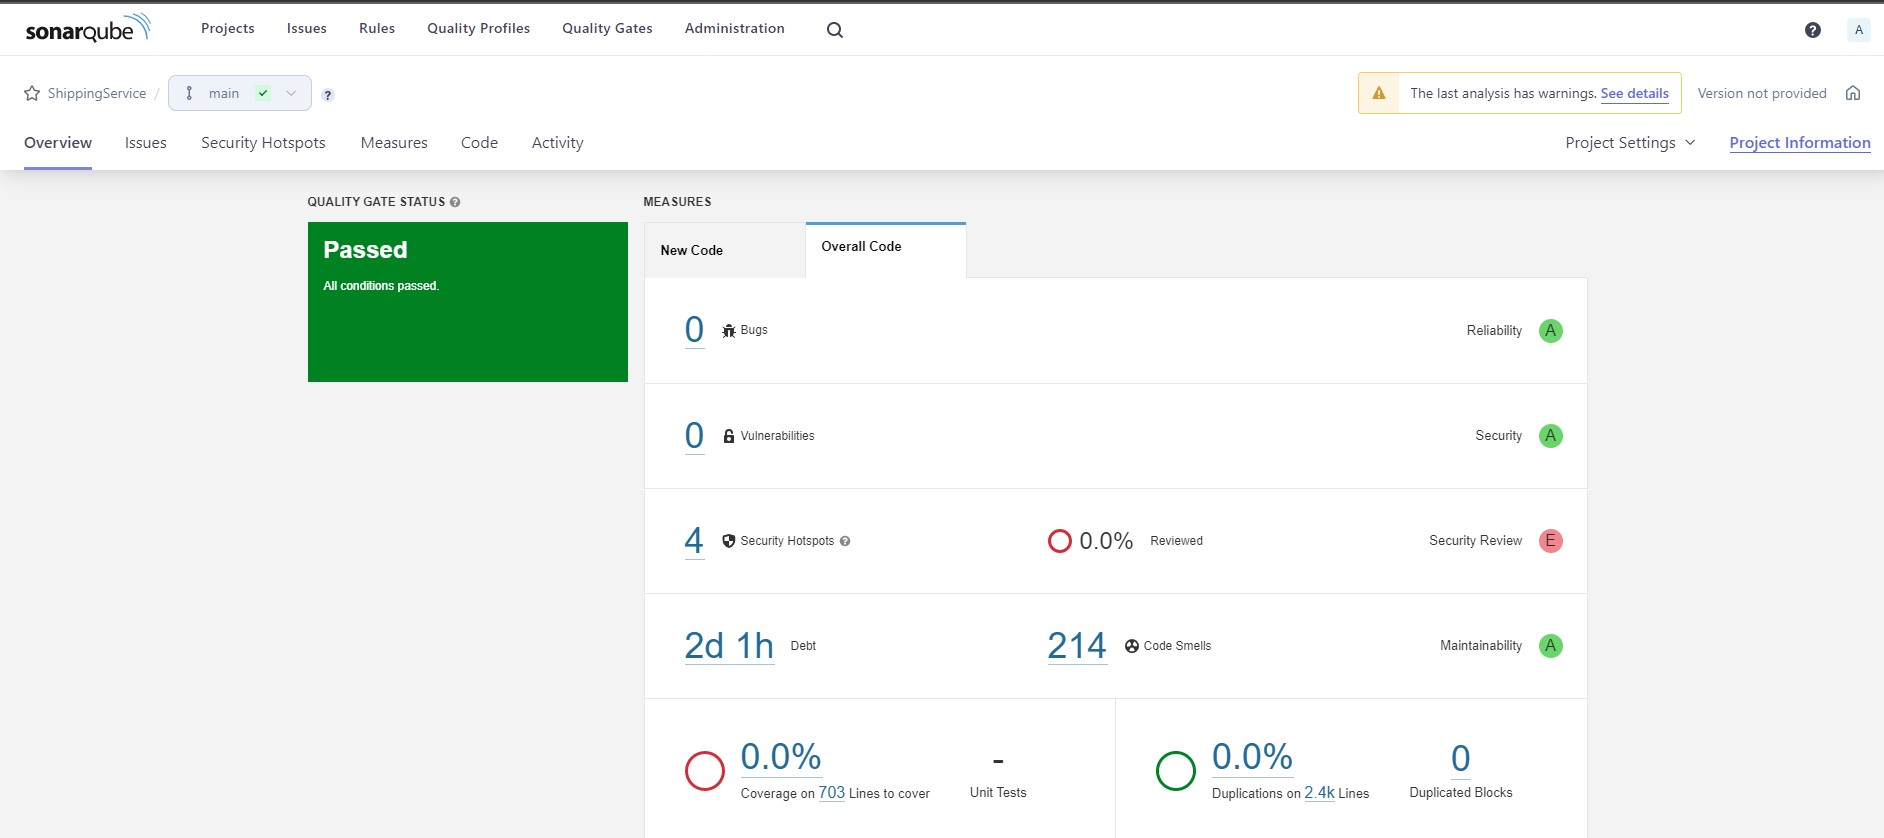 sonarqube Projects Issues Rules Quality Profiles Quality Gates Administration ? A
ShippingService / main ? The last analysis has warnings. See details Version not provided
Overview Issues Security Hotspots Measures Code Activity Project Settings Project Information
QUALITY GATE STATUS ? MEASURES
Passed
All conditions passed.
New Code Overall Code
0 Bugs Reliability A
0 Vulnerabilities Security A
4 Security Hotspots ? 0.0% Reviewed Security Review E
2d 1h Debt 214 Code Smells Maintainability A
0.0% - 0.0% 0
Coverage on 703 Lines to cover Unit Tests Duplications on 2.4k Lines Duplicated Blocks